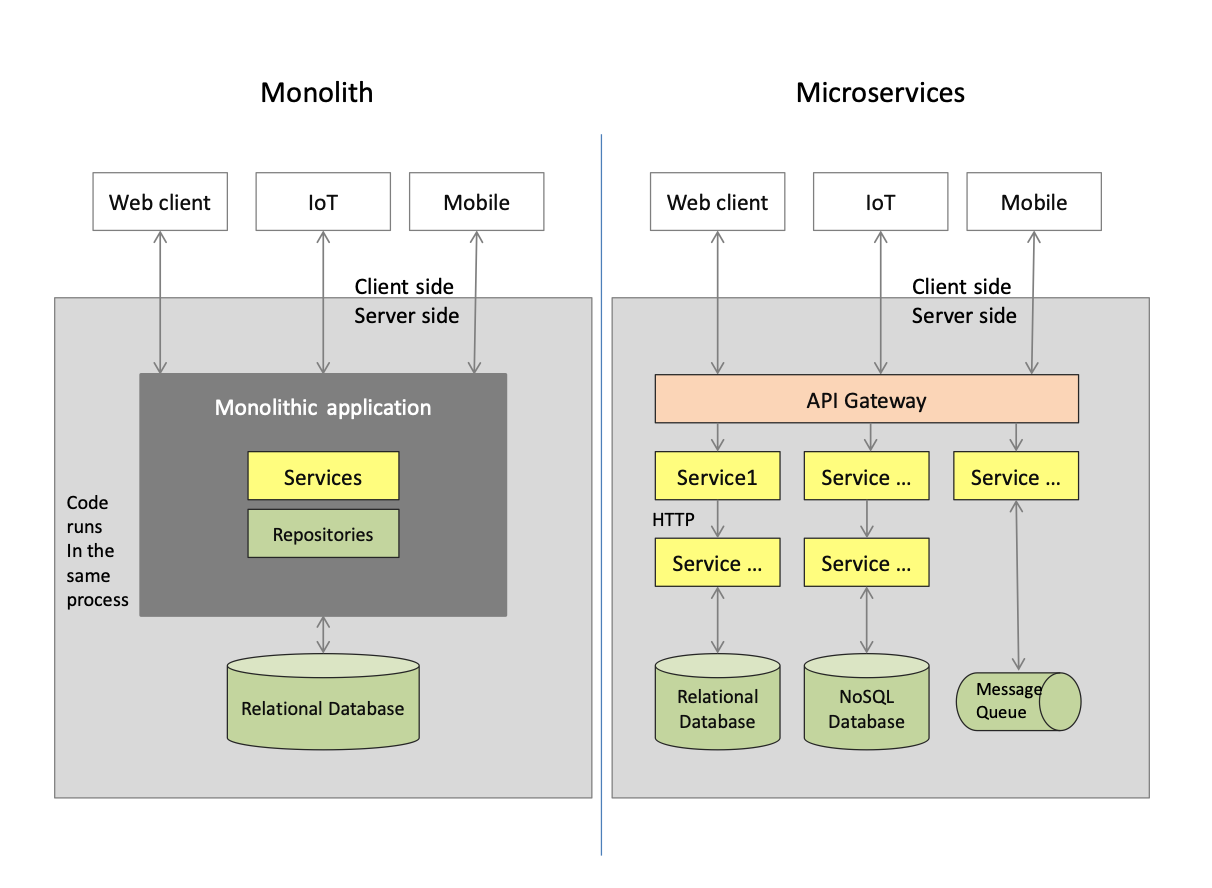 Monolith
Web client
IoT
Mobile
Client side
Server side
Monolithic application
Services
Repositories
Code
runs
In the
same
process
Relational Database
Microservices
Web client
IoT
Mobile
Client side
Server side
API Gateway
Service1
Service ...
Service ...
HTTP
Service ...
Service ...
Relational
Database
NoSQL
Database
Message
Queue